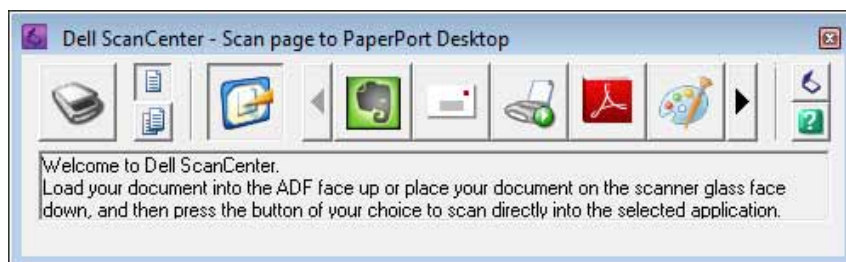 Dell ScanCenter - Scan page to PaperPort Desktop
Welcome to Dell ScanCenter.
Load your document into the ADF face up or place your document on the scanner glass face
down, and then press the button of your choice to scan directly into the selected application.